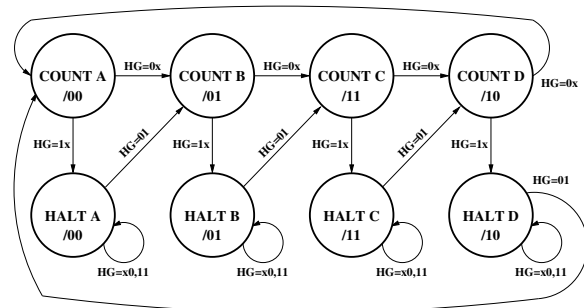 COUNT A
/00
HG=0x
COUNT B
/01
HG=0x
COUNT C
/11
HG=0x
COUNT D
/10
HG=0x
HG=1x
HG=01
HG=1x
HG=01
HG=1x
HG=01
HG=1x
HG=01
HALT A
/00
HALT B
/01
HALT C
/11
HALT D
/10
HG=x0,11
HG=x0,11
HG=x0,11
HG=x0,11